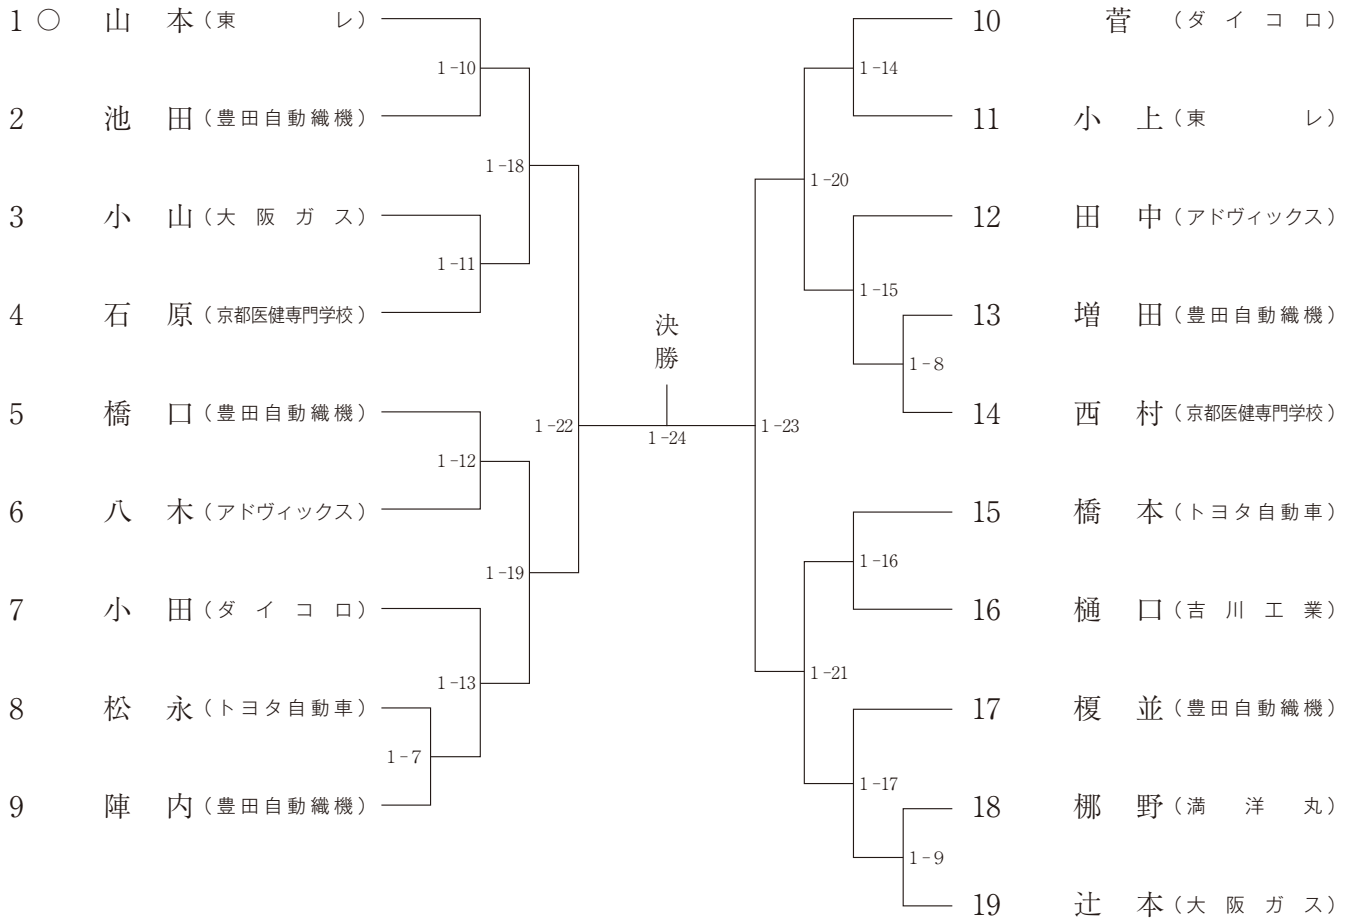 1 ○ 山本（東レ）
2 池田（豊田自動織機）
3 小山（大阪ガス）
4 石原（京都医健専門学校）
5 橋口（豊田自動織機）
6 八木（アドヴィックス）
7 小田（ダイコロ）
8 松永（トヨタ自動車）
9 陣内（豊田自動織機）
1-10
1-18
1-11
1-22
1-12
1-19
1-13
1-7
決勝
1-24
1-14
1-20
1-15
1-8
1-23
1-16
1-21
1-17
1-9
10 菅（ダイコロ）
11 小上（東レ）
12 田中（アドヴィックス）
13 増田（豊田自動織機）
14 西村（京都医健専門学校）
15 橋本（トヨタ自動車）
16 樋口（吉川工業）
17 榎並（豊田自動織機）
18 梛野（満洋丸）
19 辻本（大阪ガス）